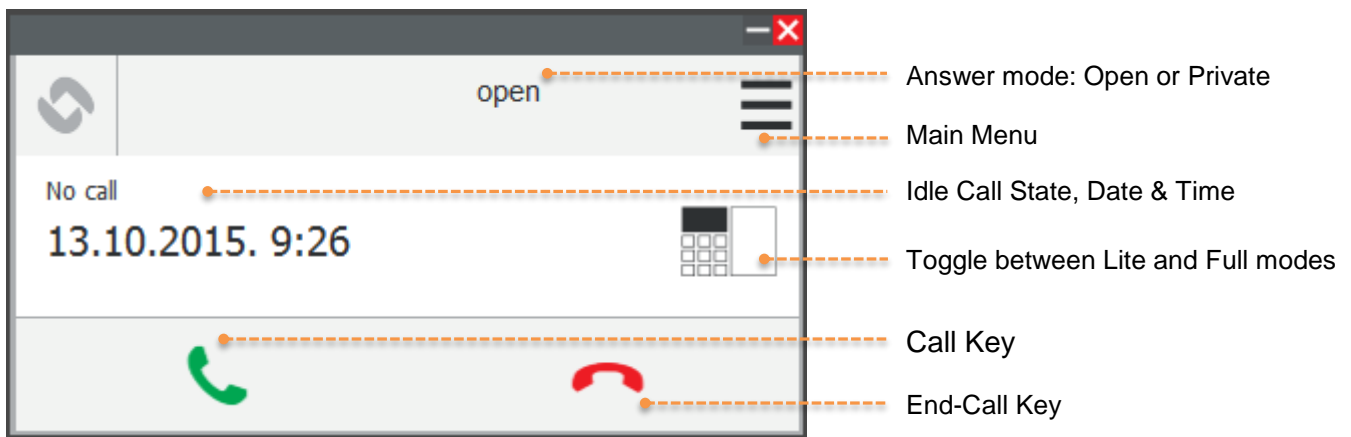 open
Answer mode: Open or Private
Main Menu
No call
Idle Call State, Date & Time
13.10.2015. 9:26
Toggle between Lite and Full modes
Call Key
End-Call Key